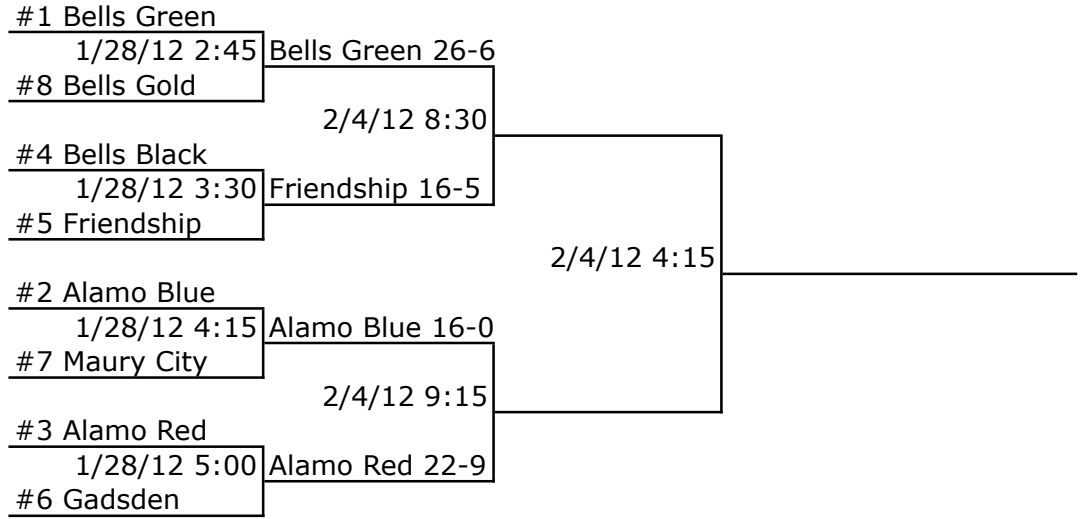 #1 Bells Green
1/28/12 2:45
Bells Green 26-6
#8 Bells Gold
2/4/12 8:30
#4 Bells Black
1/28/12 3:30
Friendship 16-5
#5 Friendship
2/4/12 4:15
#2 Alamo Blue
1/28/12 4:15
Alamo Blue 16-0
#7 Maury City
2/4/12 9:15
#3 Alamo Red
1/28/12 5:00
Alamo Red 22-9
#6 Gadsden